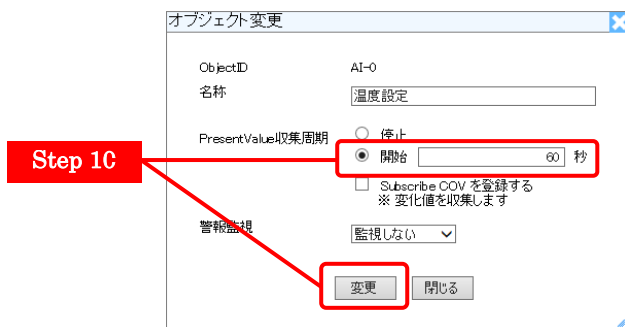 オブジェクト変更
ObjectID AI-0
名称 温度設定
PresentValue収集周期 停止
開始 60 秒
Step 10
Subscribe COV を登録する
※ 変化値を収集します
警報監視 監視しない
変更 閉じる